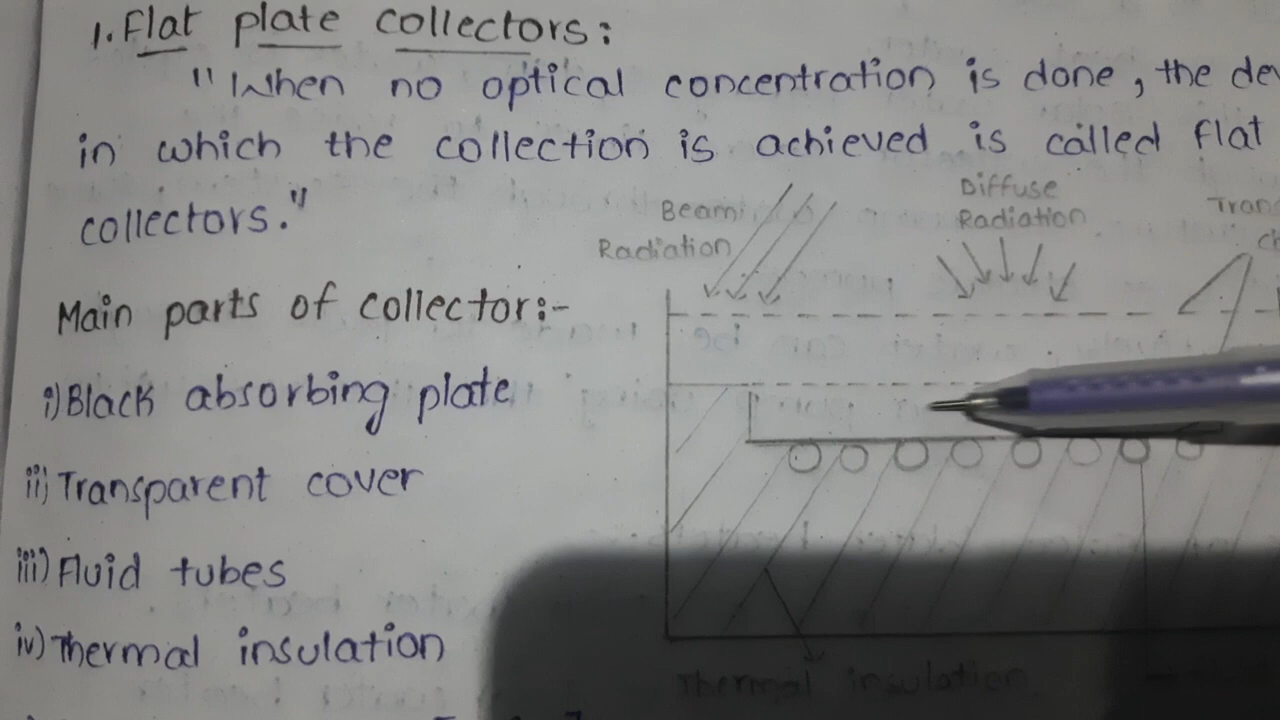 1. Flat plate collectors:
"When no optical concentration is done, the
in which the collection is achieved is called Flat
collectors."
Beam
Radiation
Diffuse
Radiation
Main parts of collector:-
i) Black absorbing plate
ii) Transparent cover
iii) Fluid tubes
iv) Thermal insulation
Thermal insulation